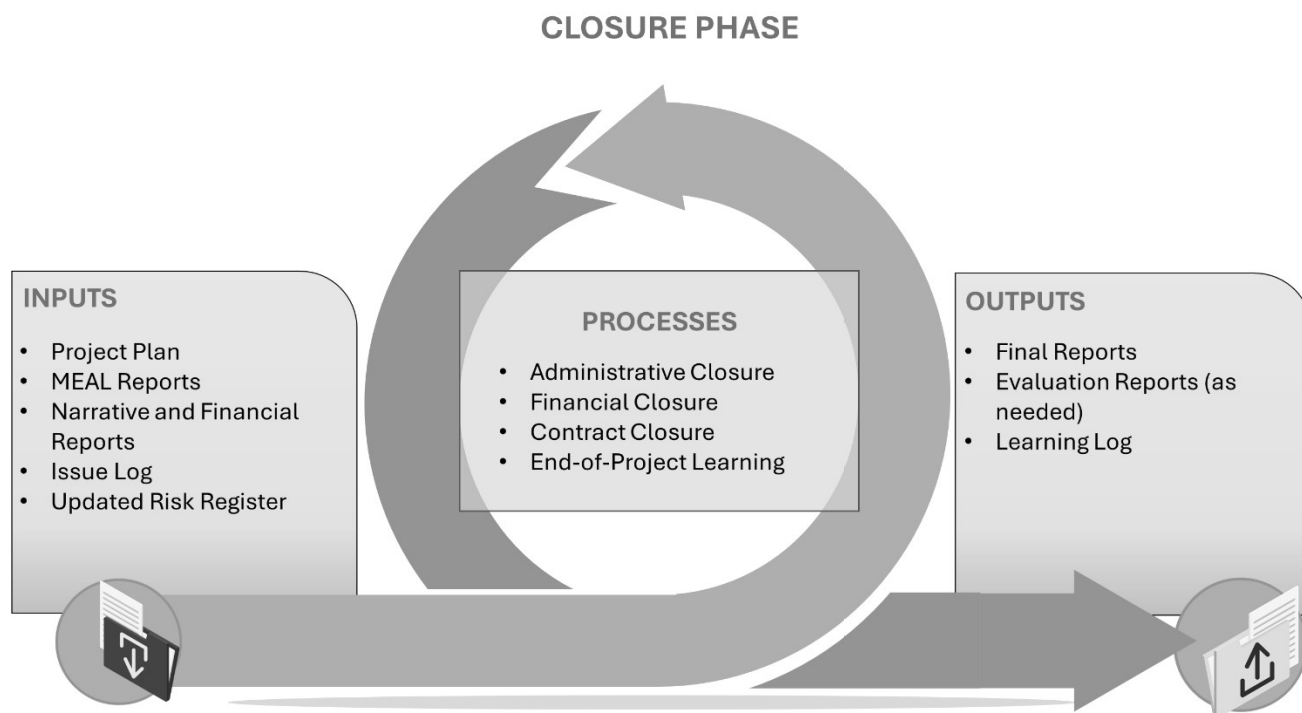 CLOSURE PHASE
INPUTS
• Project Plan
• MEAL Reports
• Narrative and Financial
Reports
• Issue Log
• Updated Risk Register
PROCESSES
• Administrative Closure
• Financial Closure
• Contract Closure
• End-of-Project Learning
OUTPUTS
• Final Reports
• Evaluation Reports (as
needed)
• Learning Log